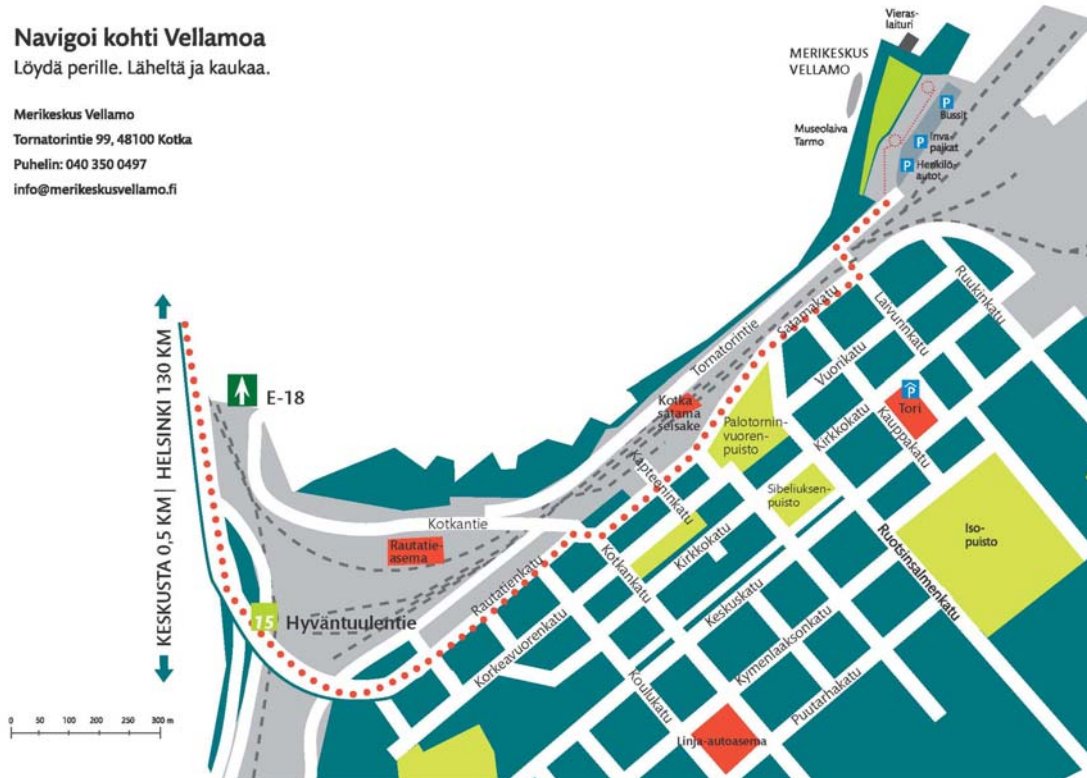 Navigoi kohti Vellamoa
Löydä perille. Läheltä ja kaukaa.
Merikeskus Vellamo
Tornatorintie 99, 48100 Kotka
Puhelin: 040 350 0497
info@merikeskusvellamo.fi
Vieras-
laituri
MERIKESKUS
VELLAMO
Museolaiva
Tarmo
P
Bussit
P
Inva-
paikat
P
Henkilö-
autot
Ruukinkatu
Laivurinkatu
Satamakatu
Vuorikatu
Tornatorintie
P
Tori
Kauppakatu
Kirkkokatu
Kotka
satama
seisake
Palotornin-
vuoren-
puisto
Sibeliuksen-
puisto
Kapteeninkatu
Iso-
puisto
Ruotsinsalmenkatu
KESKUSTA 0,5 KM | HELSINKI 130 KM
E-18
Kotkantie
Rautatie-
asema
Kirkkokatu
Kotkankatu
Rautatienkatu
Keskuskatu
15
Hyväntuulentie
Korkeavuorenkatu
Kymenlaaksonkatu
Koulukatu
Puutarhakatu
Linja-autoasema
0 50 100 200 250 300 m